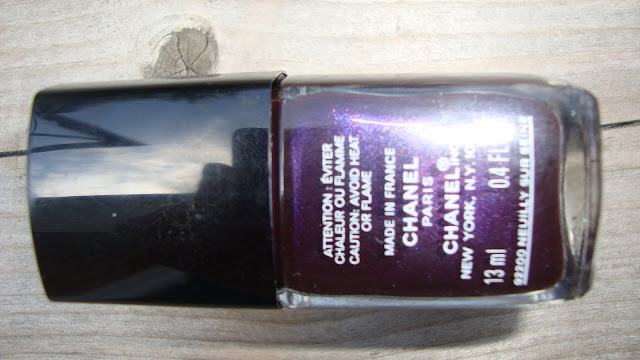 ATTENTION : ÉVITER
CHALEUR OU FLAMME
CAUTION: AVOID HEAT
OR FLAME
MADE IN FRANCE
CHANEL
PARIS
CHANEL® INC
NEW YORK, N.Y.
13 ml 0.4 FL
92200 NEUILLY SUR SEINE